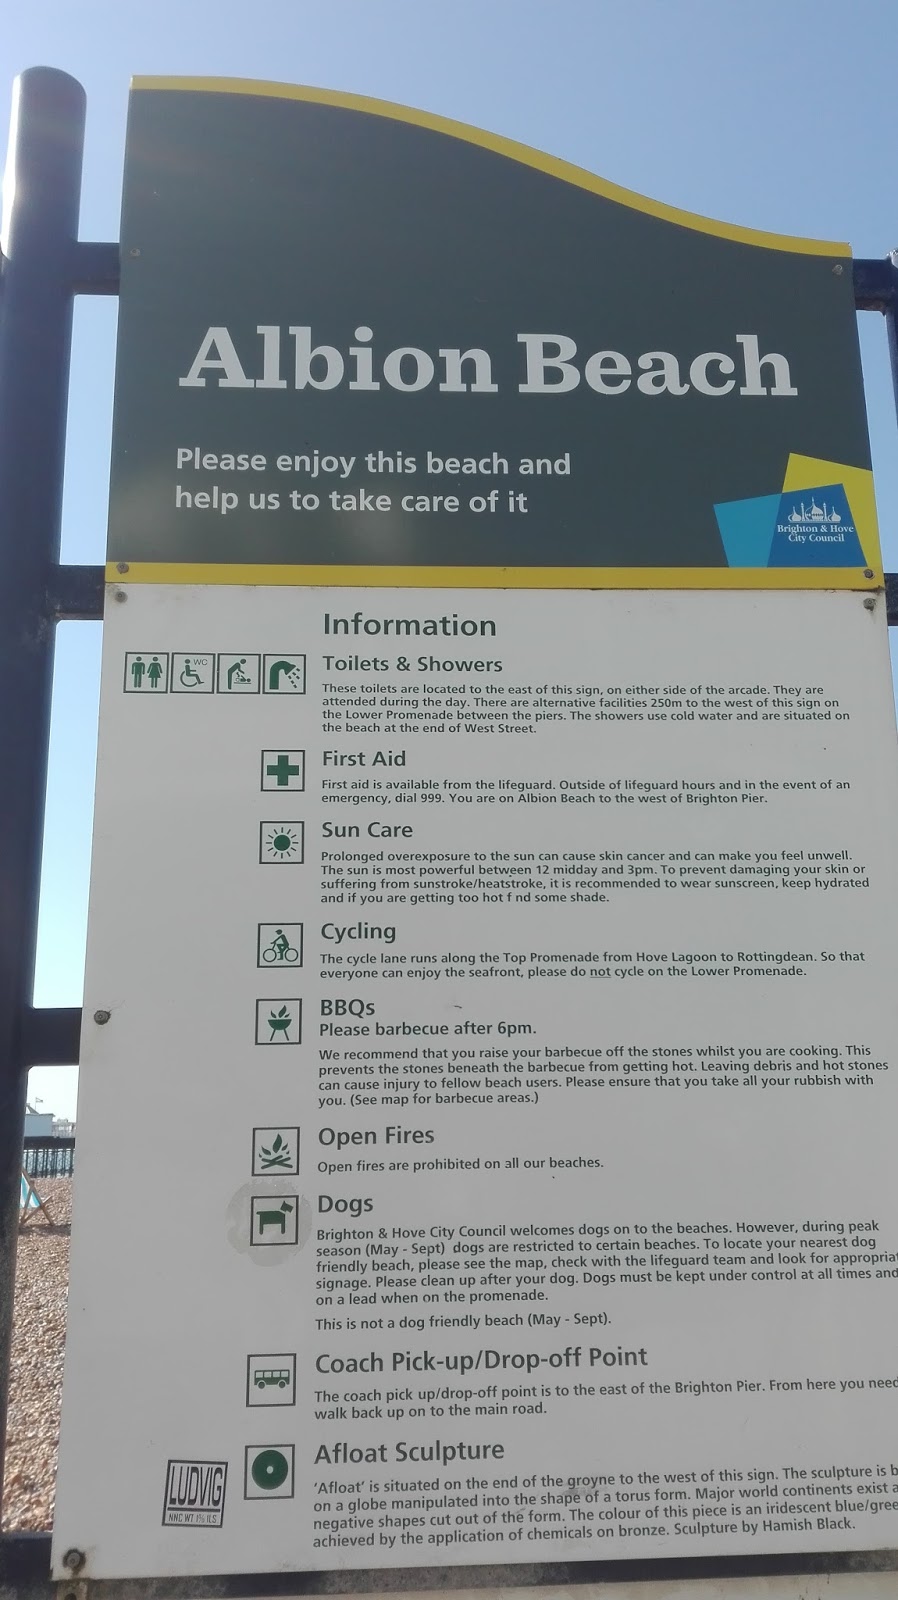 Albion Beach
Please enjoy this beach and
help us to take care of it
Brighton & Hove
City Council
Information
WC
Toilets & Showers
These toilets are located to the east of this sign, on either side of the arcade. They are
attended during the day. There are alternative facilities 250m to the west of this sign on
the Lower Promenade between the piers. The showers use cold water and are situated on
the beach at the end of West Street.
First Aid
First aid is available from the lifeguard. Outside of lifeguard hours and in the event of an
emergency, dial 999. You are on Albion Beach to the west of Brighton Pier.
Sun Care
Prolonged overexposure to the sun can cause skin cancer and can make you feel unwell.
The sun is most powerful between 12 midday and 3pm. To prevent damaging your skin or
suffering from sunstroke/heatstroke, it is recommended to wear sunscreen, keep hydrated
and if you are getting too hot f nd some shade.
Cycling
The cycle lane runs along the Top Promenade from Hove Lagoon to Rottingdean. So that
everyone can enjoy the seafront, please do not cycle on the Lower Promenade.
BBQs
Please barbecue after 6pm.
We recommend that you raise your barbecue off the stones whilst you are cooking. This
prevents the stones beneath the barbecue from getting hot. Leaving debris and hot stones
can cause injury to fellow beach users. Please ensure that you take all your rubbish with
you. (See map for barbecue areas.)
Open Fires
Open fires are prohibited on all our beaches.
Dogs
Brighton & Hove City Council welcomes dogs on to the beaches. However, during peak
season (May - Sept) dogs are restricted to certain beaches. To locate your nearest dog
friendly beach, please see the map, check with the lifeguard team and look for appropriat
signage. Please clean up after your dog. Dogs must be kept under control at all times and
on a lead when on the promenade.
This is not a dog friendly beach (May - Sept).
Coach Pick-up/Drop-off Point
The coach pick up/drop-off point is to the east of the Brighton Pier. From here you need
walk back up on to the main road.
Afloat Sculpture
'Afloat' is situated on the end of the groyne to the west of this sign. The sculpture is b
on a globe manipulated into the shape of a torus form. Major world continents exist a
negative shapes cut out of the form. The colour of this piece is an iridescent blue/gree
achieved by the application of chemicals on bronze. Sculpture by Hamish Black.
LUDVIG